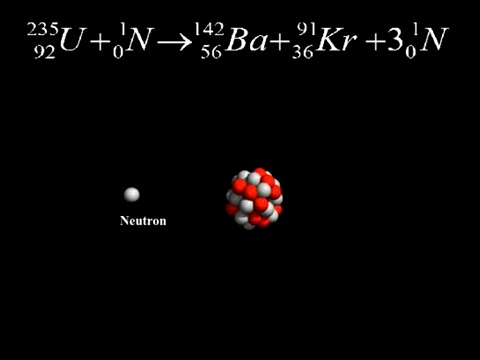 ²³⁵₉₂U + ¹₀N → ¹⁴²₅₆Ba + ⁹¹₃₆Kr + 3¹₀N
Neutron